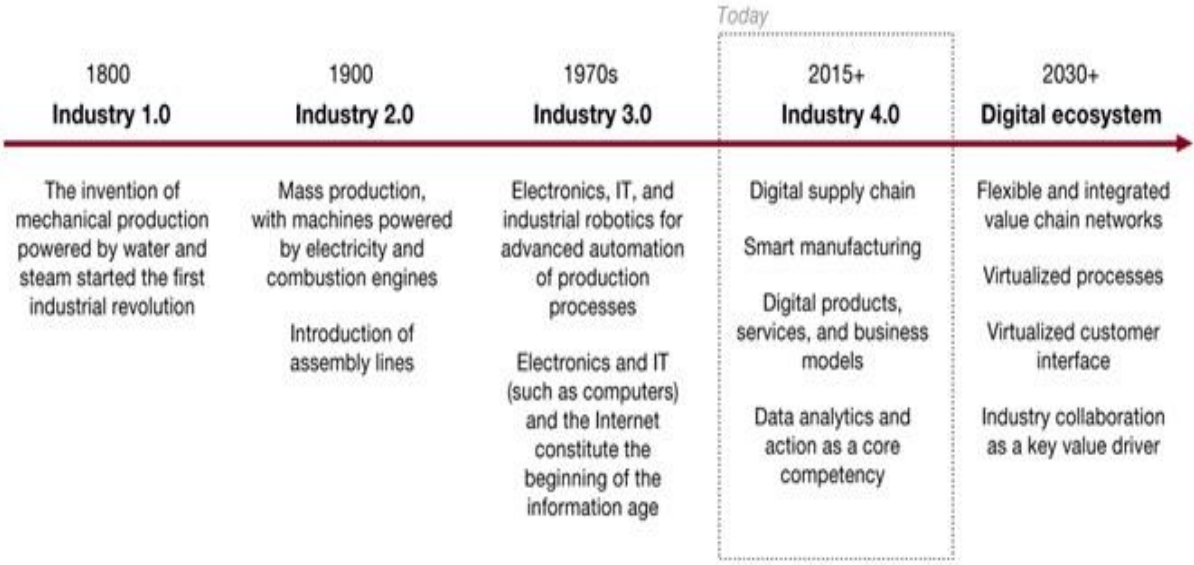 Today
1800
Industry 1.0
The invention of
mechanical production
powered by water and
steam started the first
industrial revolution
1900
Industry 2.0
Mass production,
with machines powered
by electricity and
combustion engines
Introduction of
assembly lines
1970s
Industry 3.0
Electronics, IT, and
industrial robotics for
advanced automation
of production
processes
Electronics and IT
(such as computers)
and the Internet
constitute the
beginning of the
information age
2015+
Industry 4.0
Digital supply chain
Smart manufacturing
Digital products,
services, and business
models
Data analytics and
action as a core
competency
2030+
Digital ecosystem
Flexible and integrated
value chain networks
Virtualized processes
Virtualized customer
interface
Industry collaboration
as a key value driver